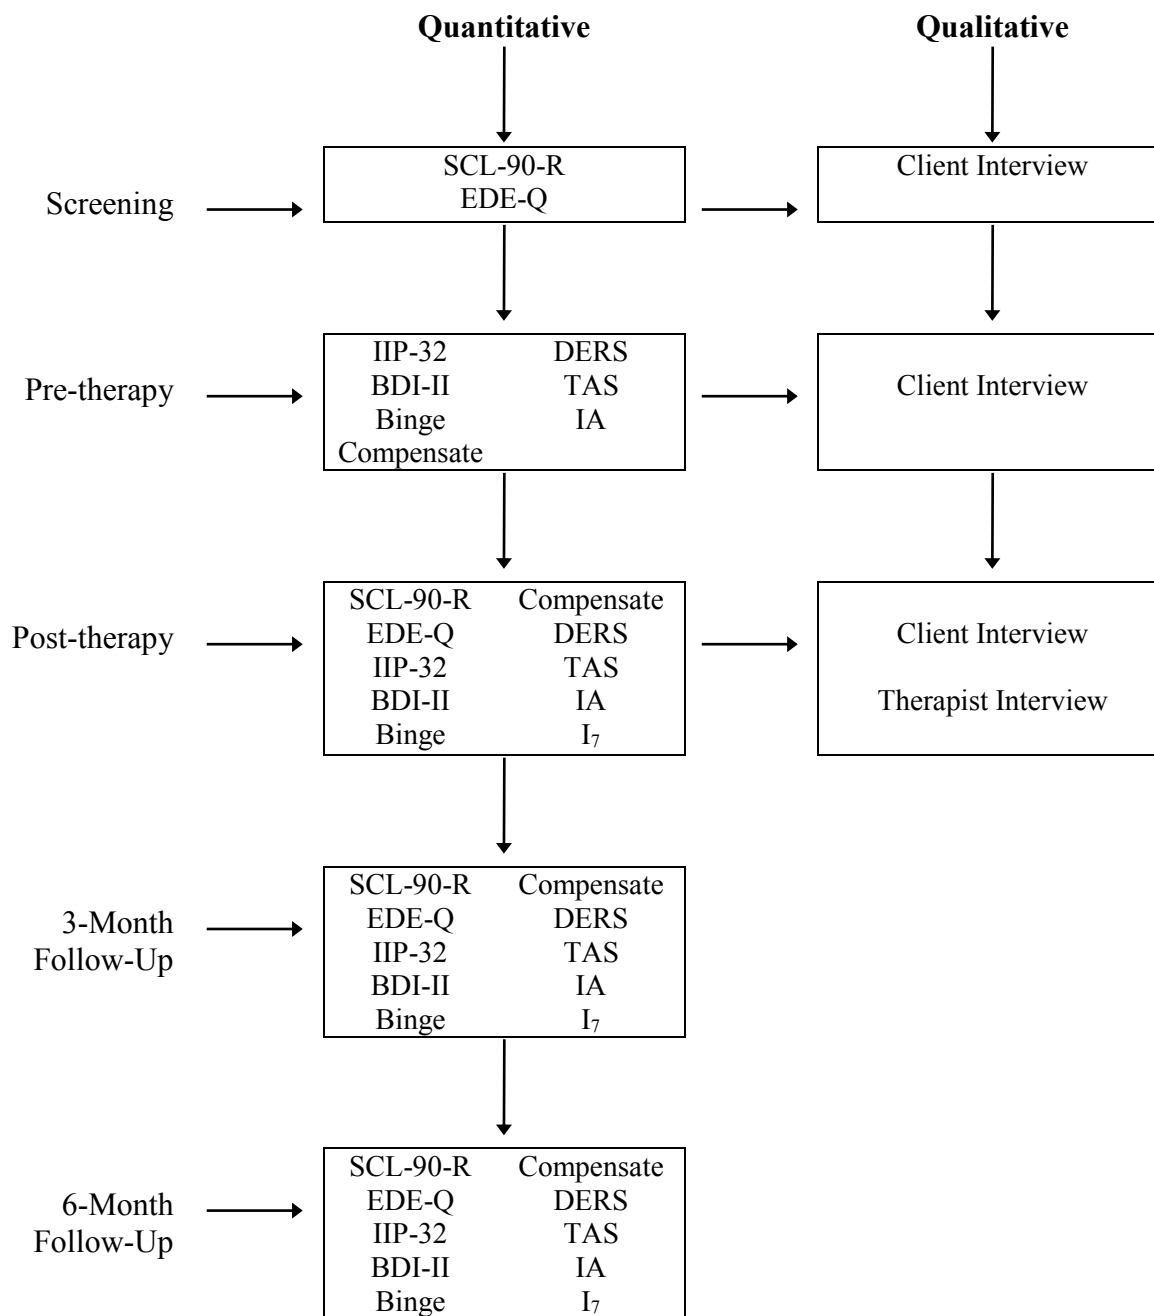 Quantitative Qualitative
SCL-90-R Client Interview
Screening EDE-Q
IIP-32 DERS
Pre-therapy BDI-II TAS Client Interview
Binge IA
Compensate
SCL-90-R Compensate
Post-therapy EDE-Q DERS Client Interview
IIP-32 TAS
BDI-II IA Therapist Interview
Binge I₇
SCL-90-R Compensate
3-Month EDE-Q DERS
Follow-Up IIP-32 TAS
BDI-II IA
Binge I₇
SCL-90-R Compensate
6-Month EDE-Q DERS
Follow-Up IIP-32 TAS
BDI-II IA
Binge I₇